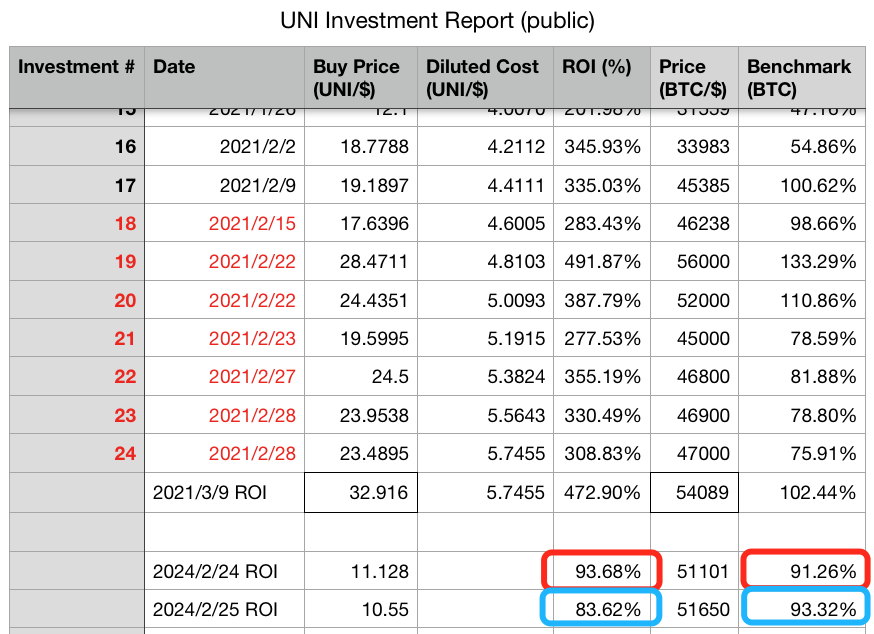 UNI Investment Report (public)
Investment # Date Buy Price (UNI/$) Diluted Cost (UNI/$) ROI (%) Price (BTC/$) Benchmark (BTC)
16 2021/2/2 18.7788 4.2112 345.93% 33983 54.86%
17 2021/2/9 19.1897 4.4111 335.03% 45385 100.62%
18 2021/2/15 17.6396 4.6005 283.43% 46238 98.66%
19 2021/2/22 28.4711 4.8103 491.87% 56000 133.29%
20 2021/2/22 24.4351 5.0093 387.79% 52000 110.86%
21 2021/2/23 19.5995 5.1915 277.53% 45000 78.59%
22 2021/2/27 24.5 5.3824 355.19% 46800 81.88%
23 2021/2/28 23.9538 5.5643 330.49% 46900 78.80%
24 2021/2/28 23.4895 5.7455 308.83% 47000 75.91%
2021/3/9 ROI 32.916 5.7455 472.90% 54089 102.44%
2024/2/24 ROI 11.128 93.68% 51101 91.26%
2024/2/25 ROI 10.55 83.62% 51650 93.32%